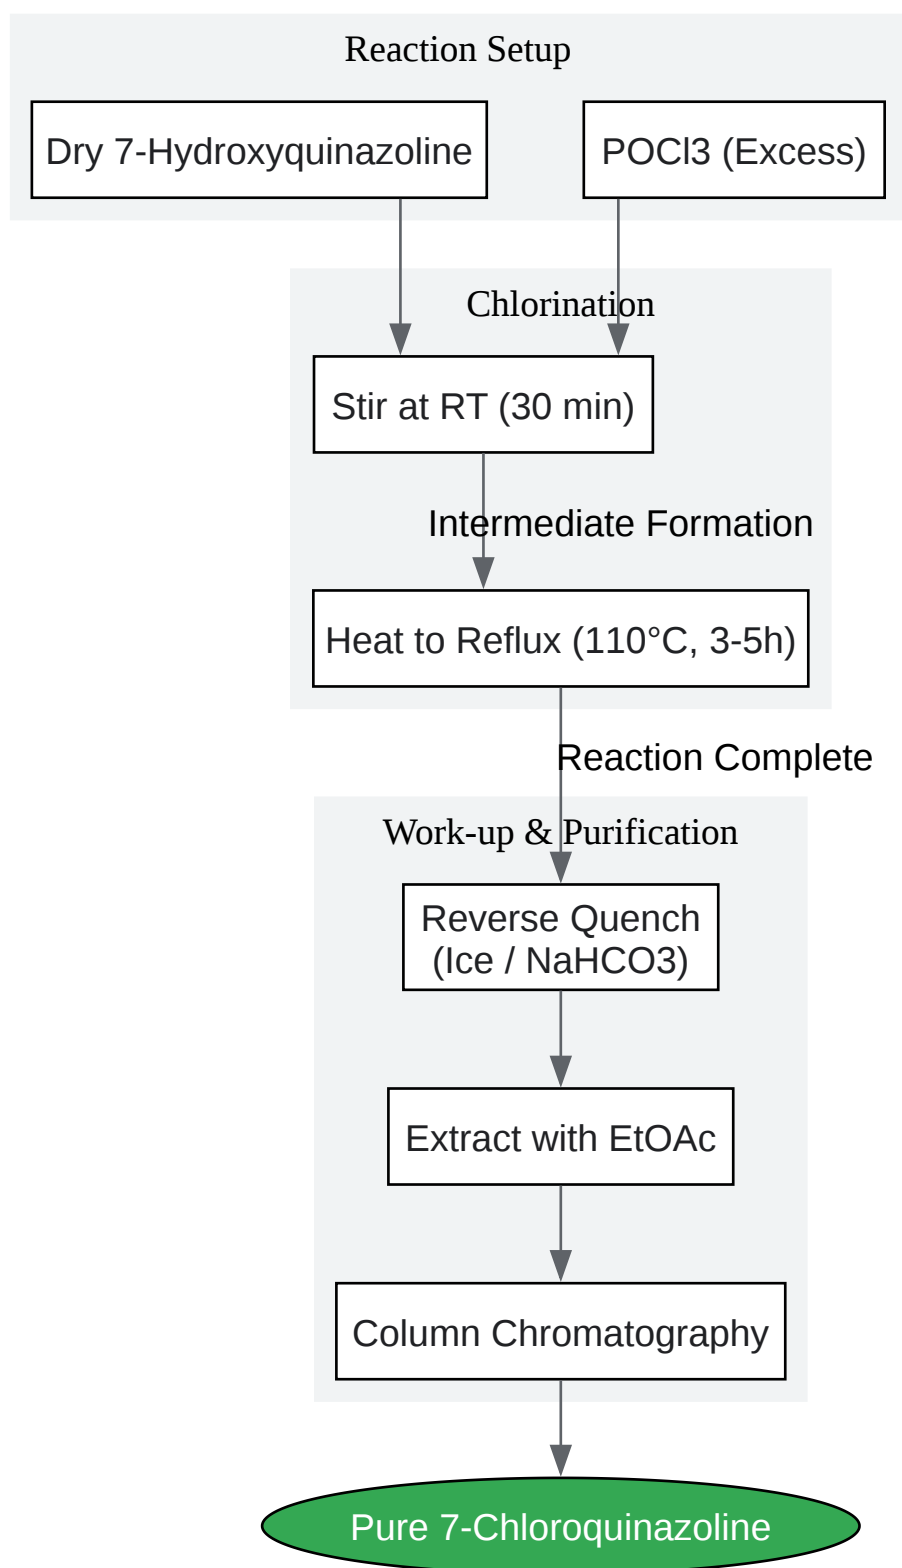 Reaction Setup
Dry 7-Hydroxyquinazoline
POCl3 (Excess)
Chlorination
Stir at RT (30 min)
Intermediate Formation
Heat to Reflux (110°C, 3-5h)
Reaction Complete
Work-up & Purification
Reverse Quench
(Ice / NaHCO3)
Extract with EtOAc
Column Chromatography
Pure 7-Chloroquinazoline